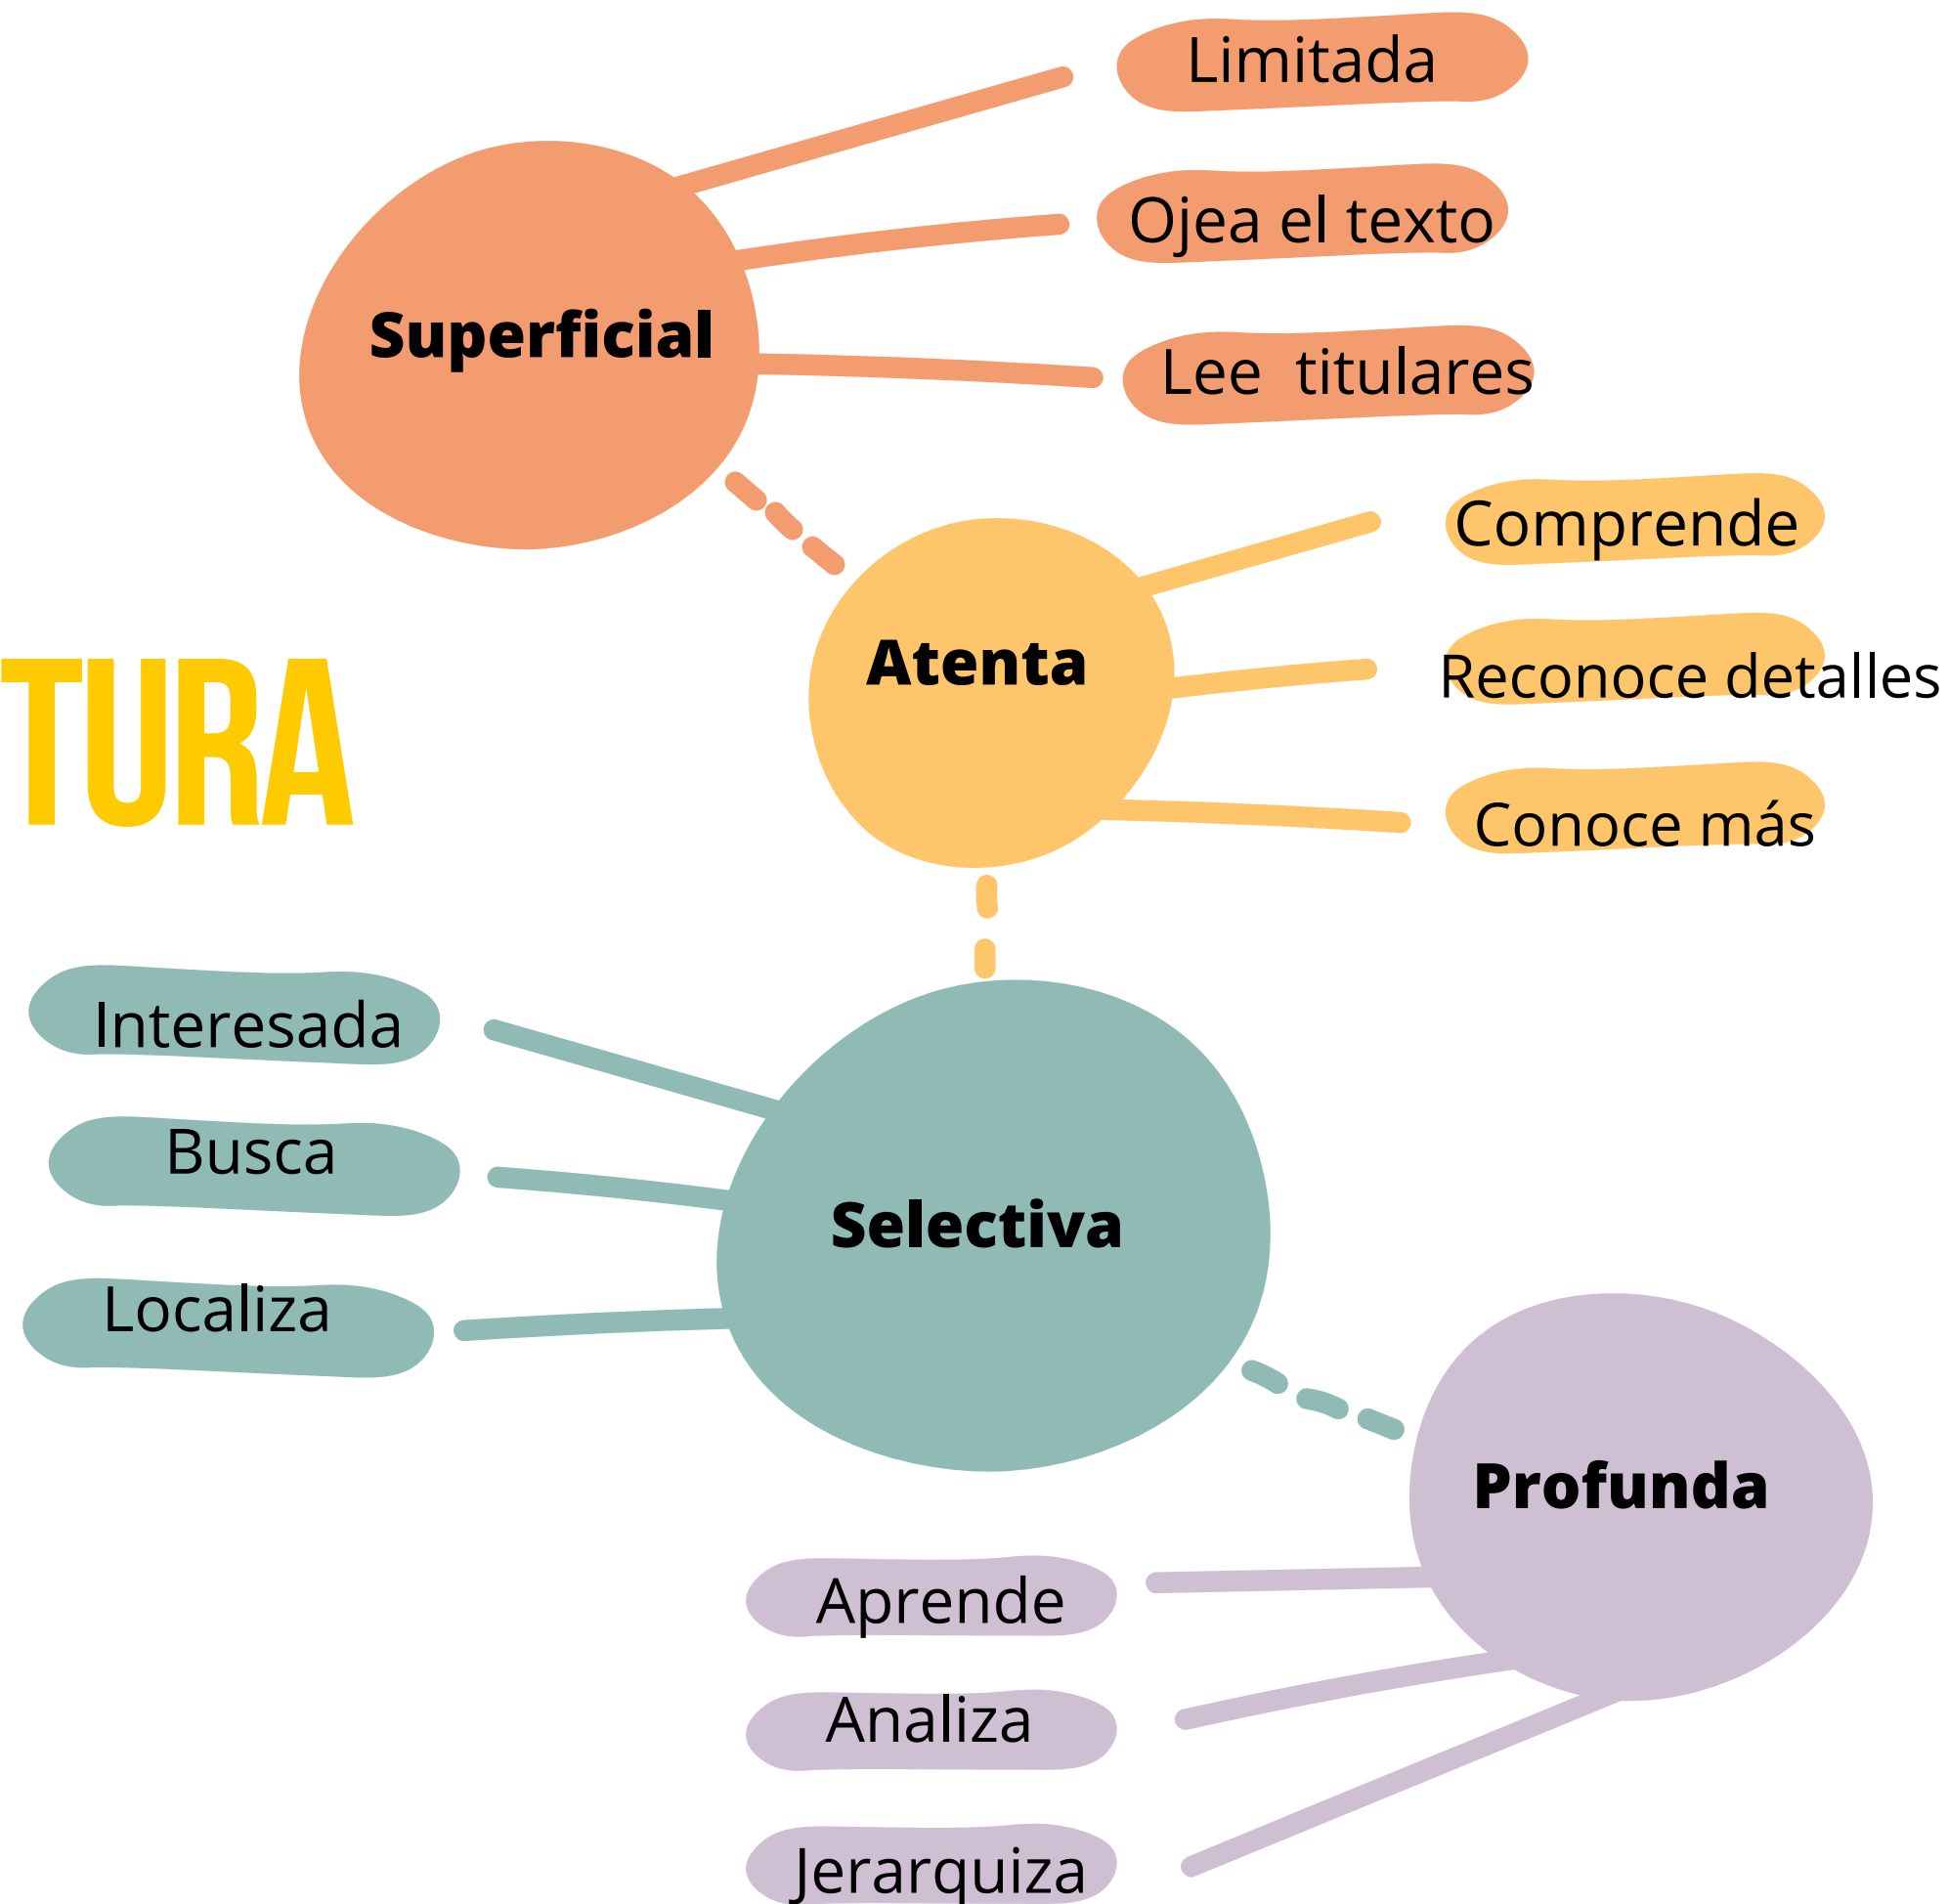 Limitada
Ojea el texto
Superficial
Lee titulares
Comprende
Atenta
Reconoce detalles
TURA
Conoce más
Interesada
Busca
Selectiva
Localiza
Profunda
Aprende
Analiza
Jerarquiza